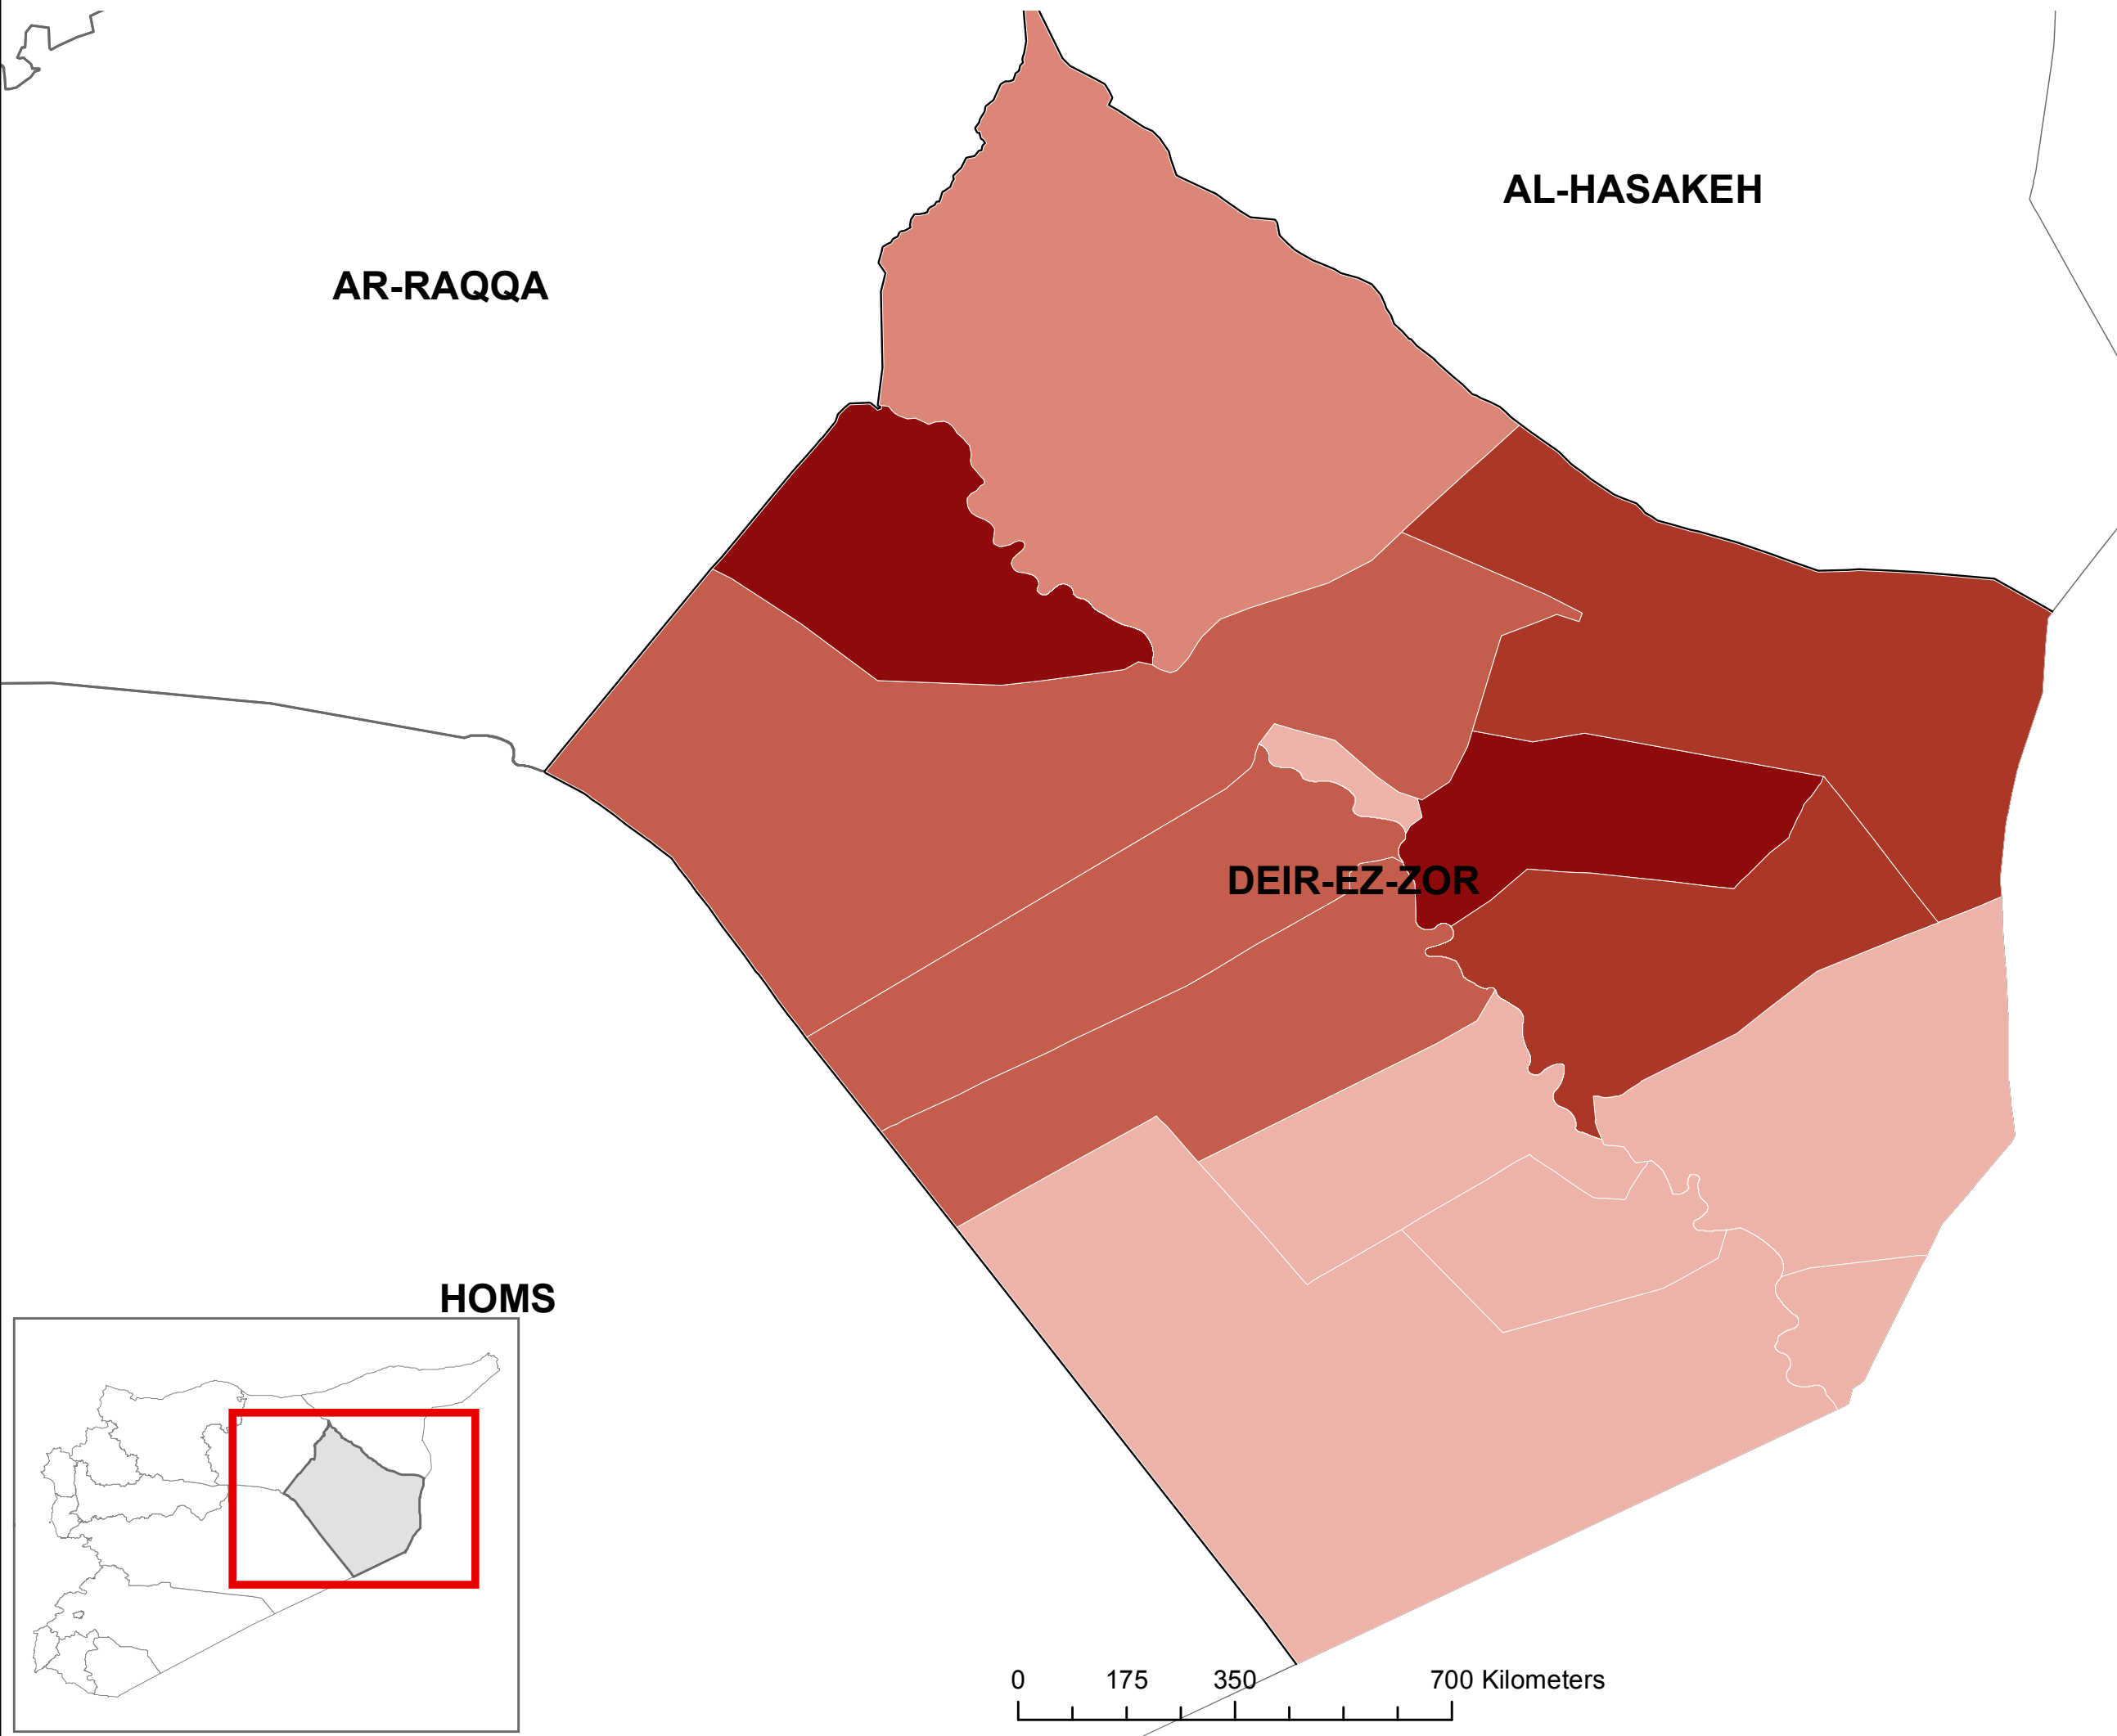 AL-HASAKEH
AR-RAQQA
DEIR-EZ-ZOR
HOMS
0 175 350 700 Kilometers